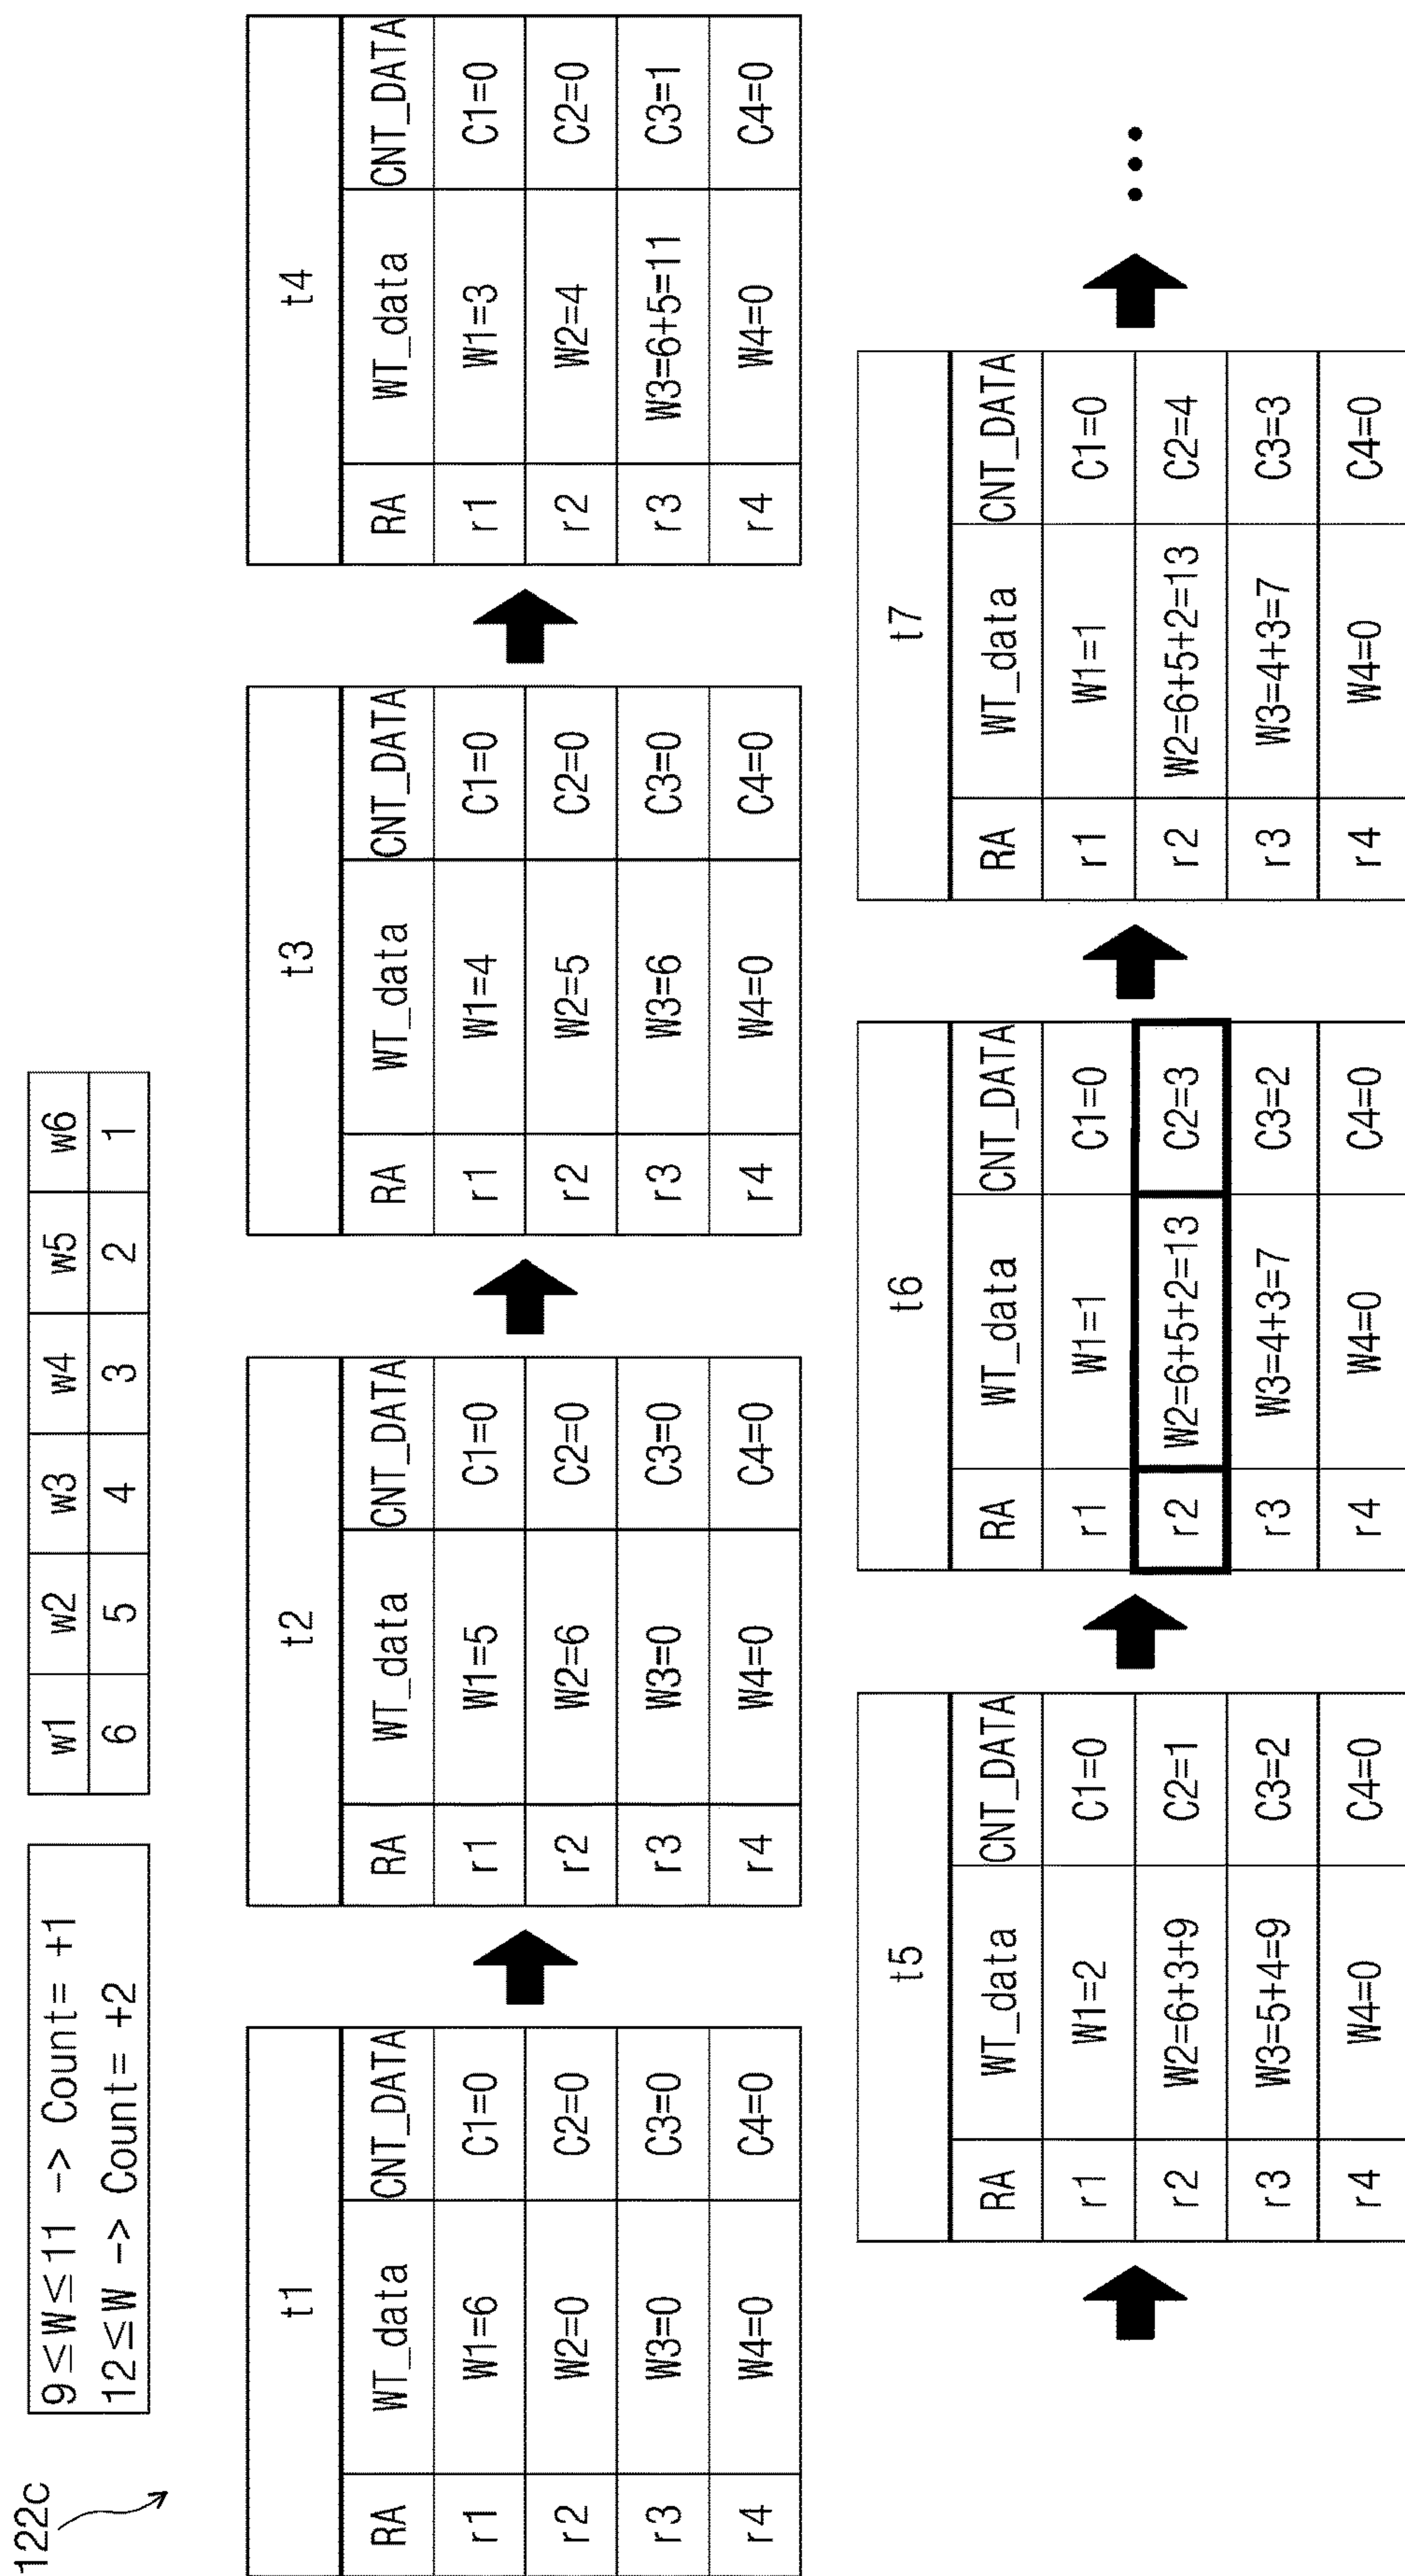 122c
9≤W≤11 -> Count= +1
12≤W -> Count= +2
w1 w2 w3 w4 w5 w6
6 5 4 3 2 1
t1
RA WT_data CNT_DATA
r1 W1=6 C1=0
r2 W2=0 C2=0
r3 W3=0 C3=0
r4 W4=0 C4=0
t2
RA WT_data CNT_DATA
r1 W1=5 C1=0
r2 W2=6 C2=0
r3 W3=0 C3=0
r4 W4=0 C4=0
t3
RA WT_data CNT_DATA
r1 W1=4 C1=0
r2 W2=5 C2=0
r3 W3=6 C3=0
r4 W4=0 C4=0
t4
RA WT_data CNT_DATA
r1 W1=3 C1=0
r2 W2=4 C2=0
r3 W3=6+5=11 C3=1
r4 W4=0 C4=0
t5
RA WT_data CNT_DATA
r1 W1=2 C1=0
r2 W2=6+3+9 C2=1
r3 W3=5+4=9 C3=2
r4 W4=0 C4=0
t6
RA WT_data CNT_DATA
r1 W1=1 C1=0
r2 W2=6+5+2=13 C2=3
r3 W3=4+3=7 C3=2
r4 W4=0 C4=0
t7
RA WT_data CNT_DATA
r1 W1=1 C1=0
r2 W2=6+5+2=13 C2=4
r3 W3=4+3=7 C3=3
r4 W4=0 C4=0
•••